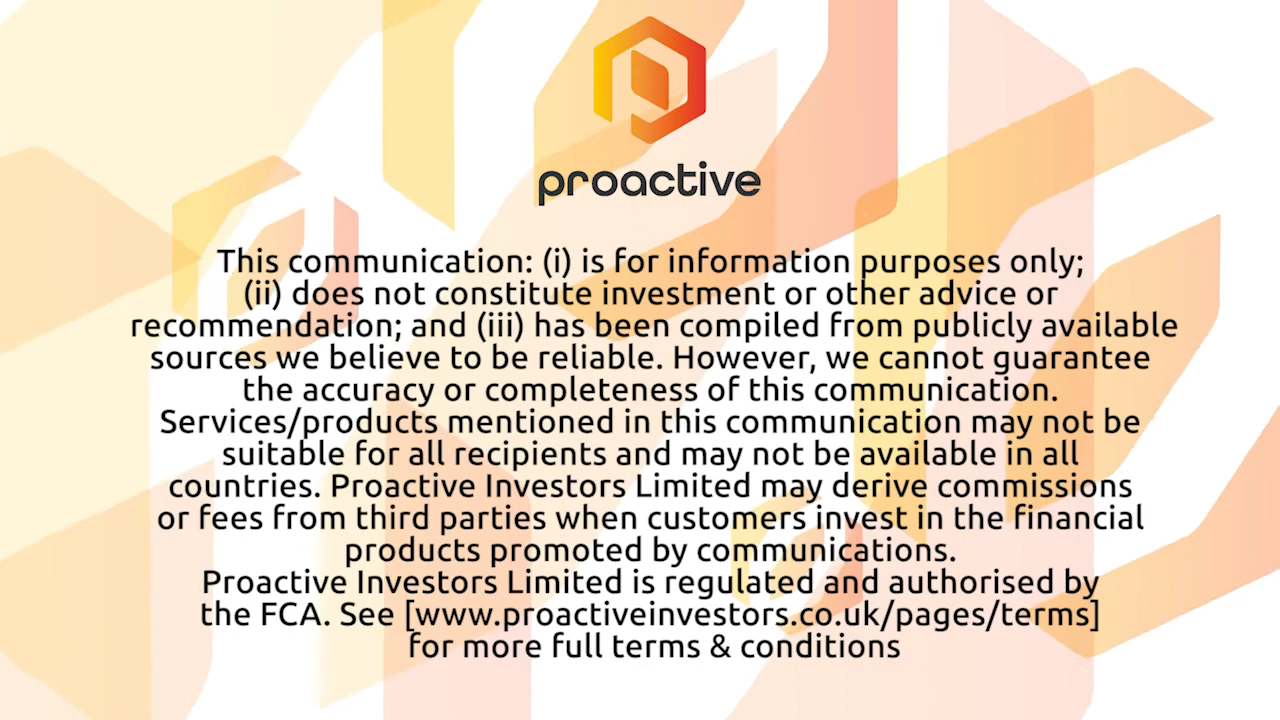 proactive
This communication: (i) is for information purposes only;
(ii) does not constitute investment or other advice or
recommendation; and (iii) has been compiled from publicly available
sources we believe to be reliable. However, we cannot guarantee
the accuracy or completeness of this communication.
Services/products mentioned in this communication may not be
suitable for all recipients and may not be available in all
countries. Proactive Investors Limited may derive commissions
or fees from third parties when customers invest in the financial
products promoted by communications.
Proactive Investors Limited is regulated and authorised by
the FCA. See [www.proactiveinvestors.co.uk/pages/terms]
for more full terms & conditions